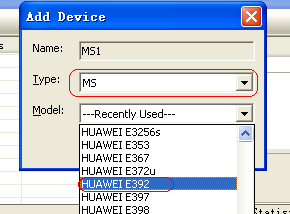 Add Device
Name: MS1
Type: MS
Model: ---Recently Used---
HUAWEI E3256s
HUAWEI E353
HUAWEI E367
HUAWEI E372u
HUAWEI E392
HUAWEI E397
HUAWEI E398